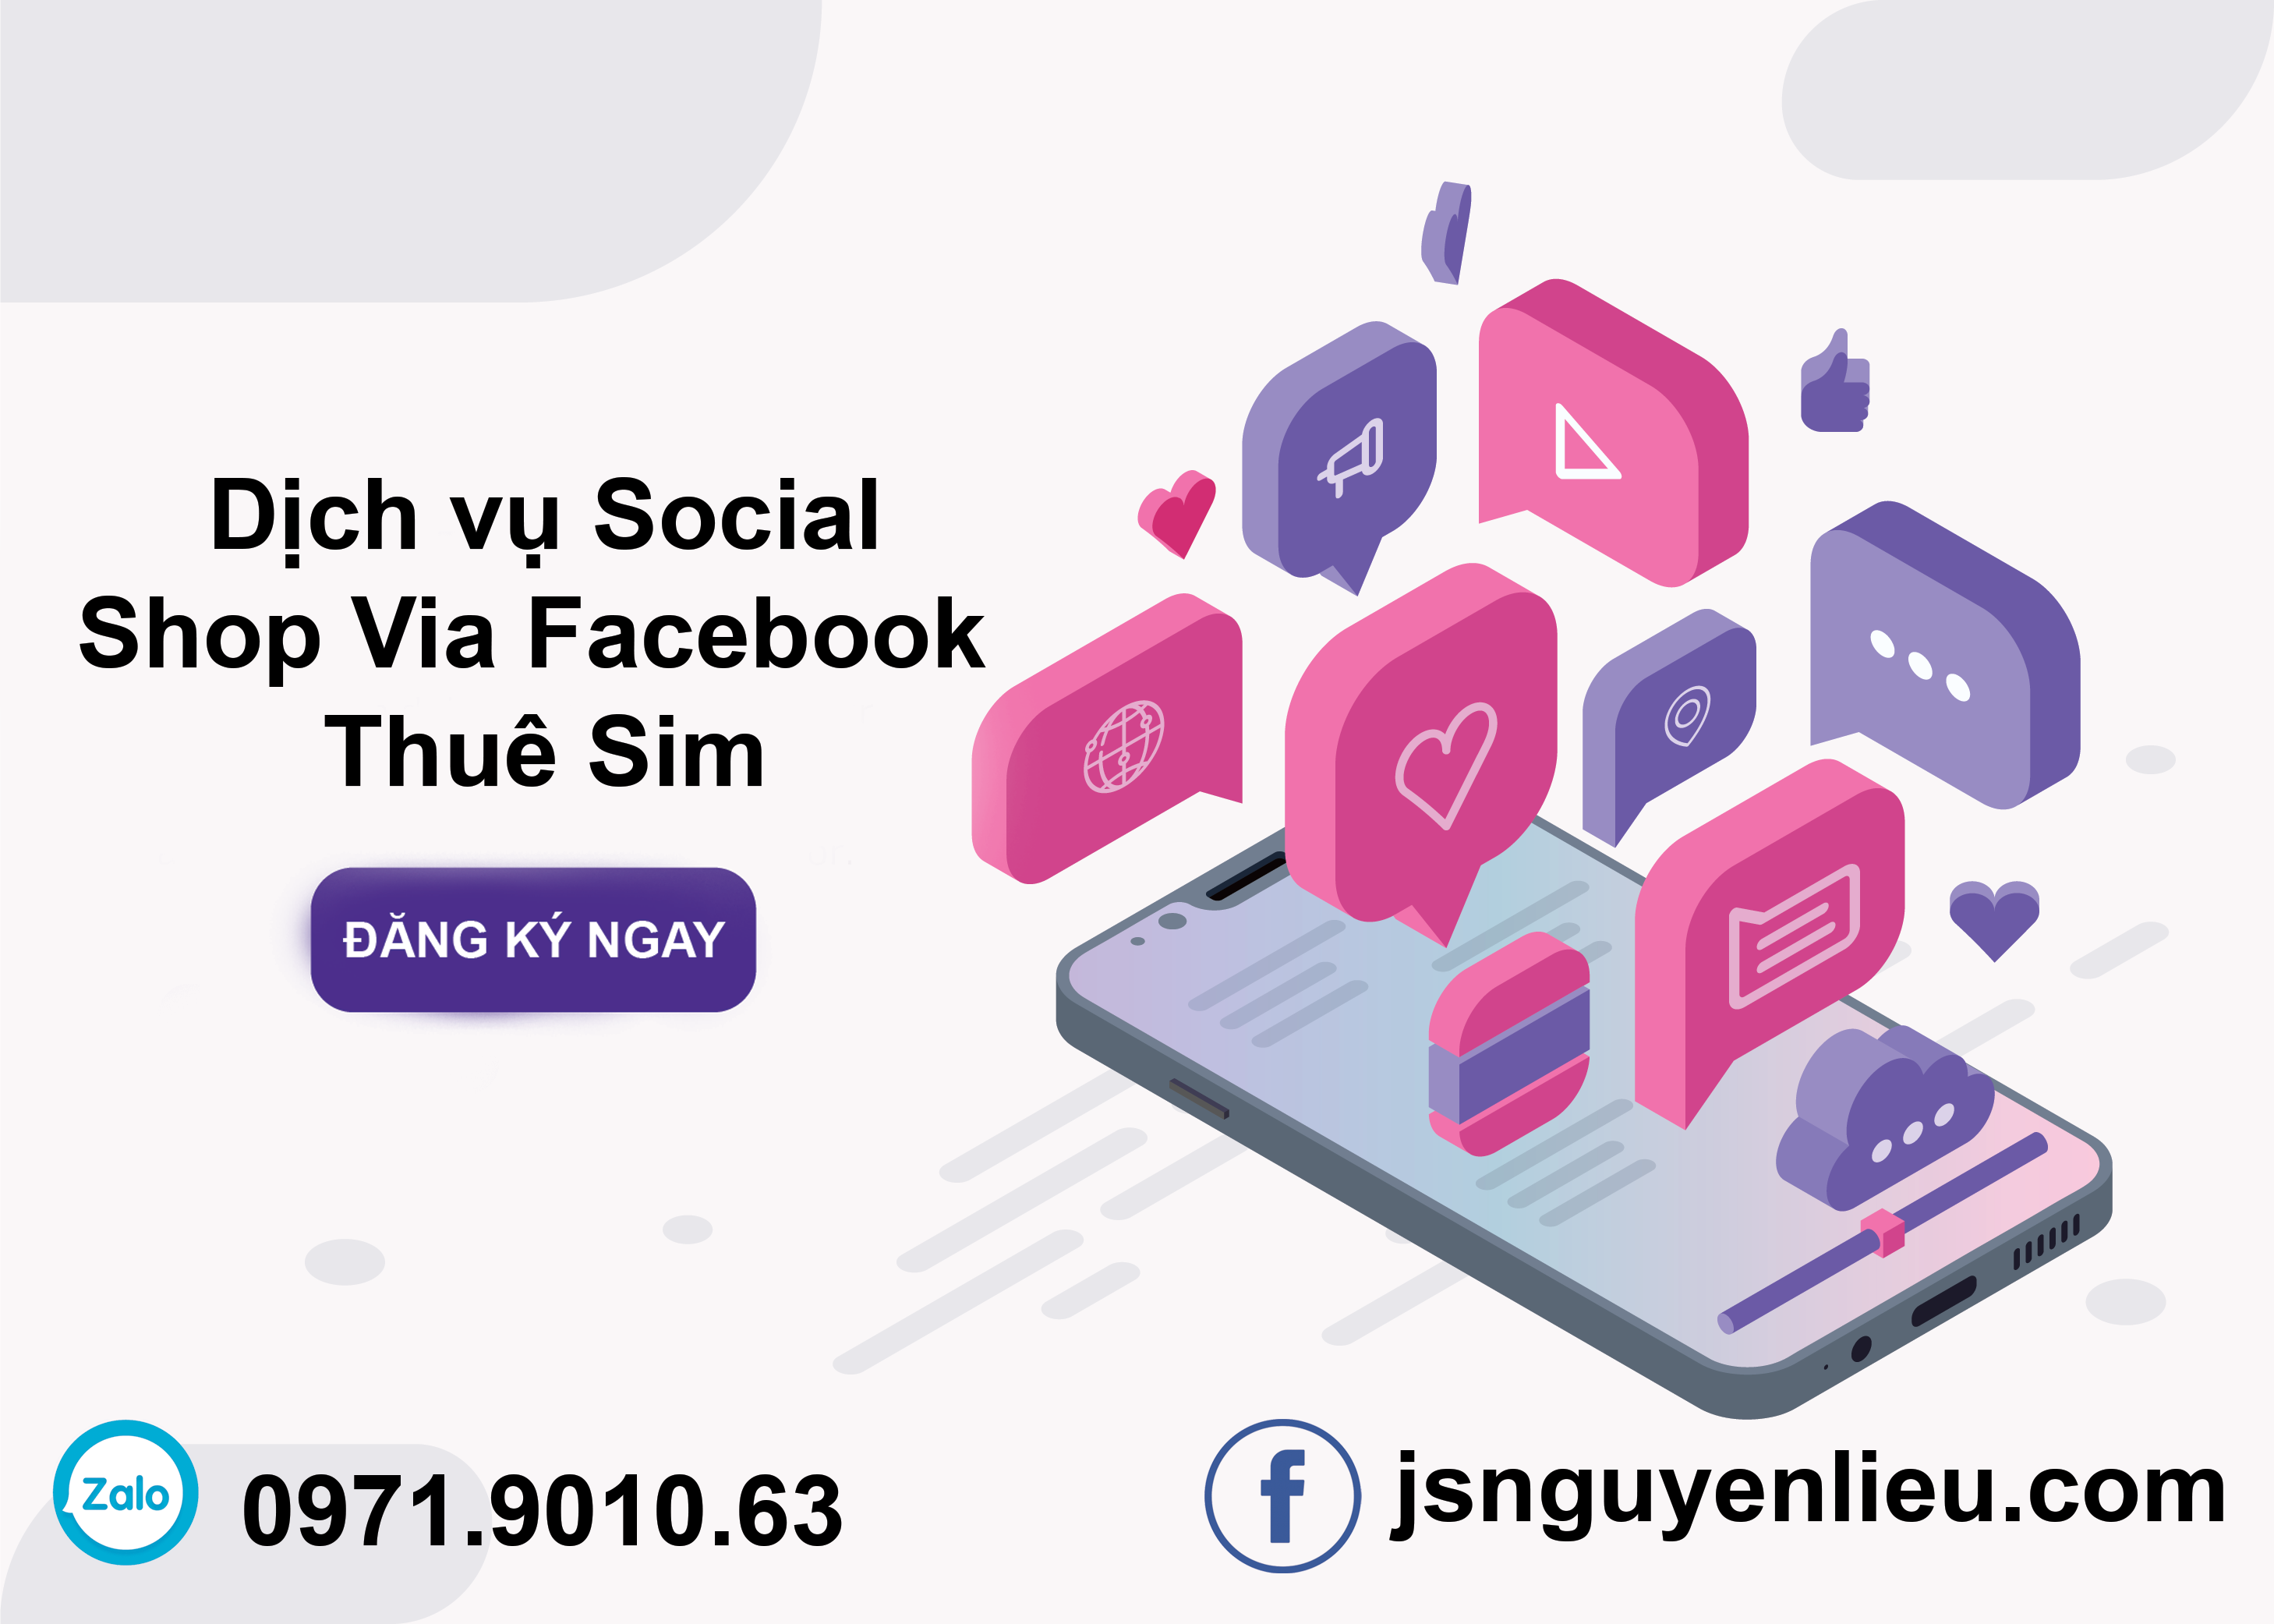 Dịch vụ Social
Shop Via Facebook
Thuê Sim
ĐĂNG KÝ NGAY
Zalo
0971.9010.63
f
jsnguyenlieu.com